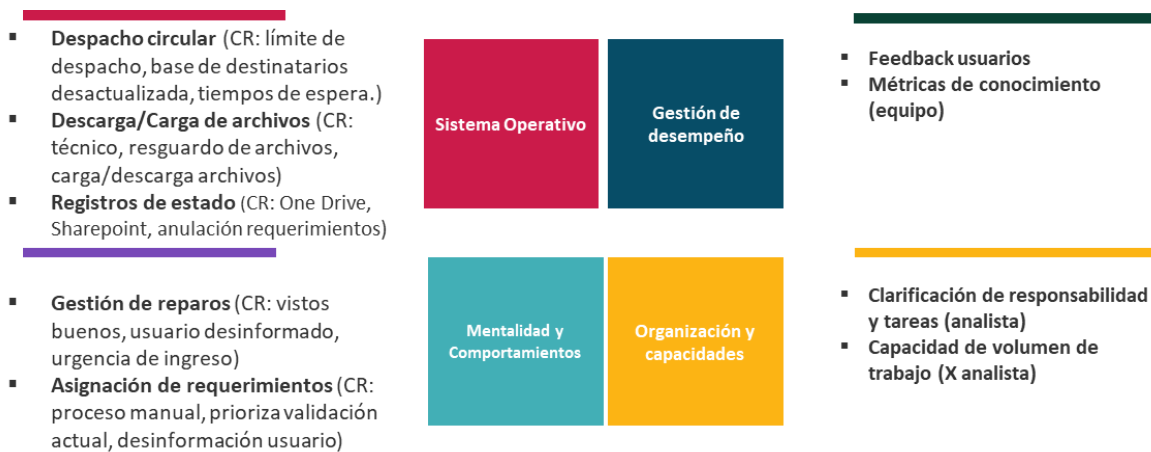 ▪ Despacho circular (CR: límite de
despacho, base de destinatarios
desactualizada, tiempos de espera.)
▪ Descarga/Carga de archivos (CR:
técnico, resguardo de archivos,
carga/descarga archivos)
▪ Registros de estado (CR: One Drive,
Sharepoint, anulación requerimientos)
Sistema Operativo
Gestión de
desempeño
▪ Feedback usuarios
▪ Métricas de conocimiento
(equipo)
▪ Gestión de reparos (CR: vistos
buenos, usuario desinformado,
urgencia de ingreso)
▪ Asignación de requerimientos (CR:
proceso manual, prioriza validación
actual, desinformación usuario)
Mentalidad y
Comportamientos
Organización y
capacidades
▪ Clarificación de responsabilidad
y tareas (analista)
▪ Capacidad de volumen de
trabajo (X analista)